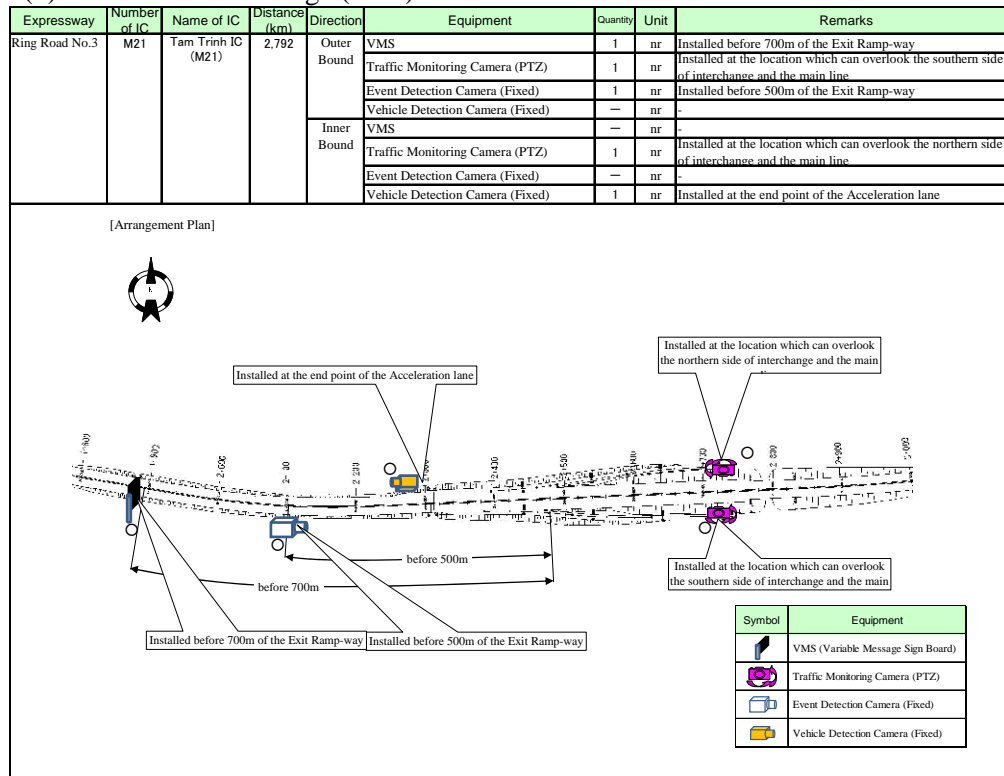 Expressway Number of IC Name of IC Distance (km) Direction Equipment Quantity Unit Remarks
Ring Road No.3 M21 Tam Trinh IC (M21) 2,792 Outer Bound VMS 1 nr Installed before 700m of the Exit Ramp-way
Traffic Monitoring Camera (PTZ) 1 nr Installed at the location which can overlook the southern side of interchange and the main line
Event Detection Camera (Fixed) 1 nr Installed before 500m of the Exit Ramp-way
Vehicle Detection Camera (Fixed) — nr -
Inner Bound VMS — nr -
Traffic Monitoring Camera (PTZ) 1 nr Installed at the location which can overlook the northern side of interchange and the main line
Event Detection Camera (Fixed) — nr -
Vehicle Detection Camera (Fixed) 1 nr Installed at the end point of the Acceleration lane
[Arrangement Plan]
Installed at the location which can overlook
the northern side of interchange and the main
Installed at the end point of the Acceleration lane
before 500m
before 700m
Installed at the location which can overlook
the southern side of interchange and the main
Installed before 700m of the Exit Ramp-way
Installed before 500m of the Exit Ramp-way
Symbol Equipment
VMS (Variable Message Sign Board)
Traffic Monitoring Camera (PTZ)
Event Detection Camera (Fixed)
Vehicle Detection Camera (Fixed)